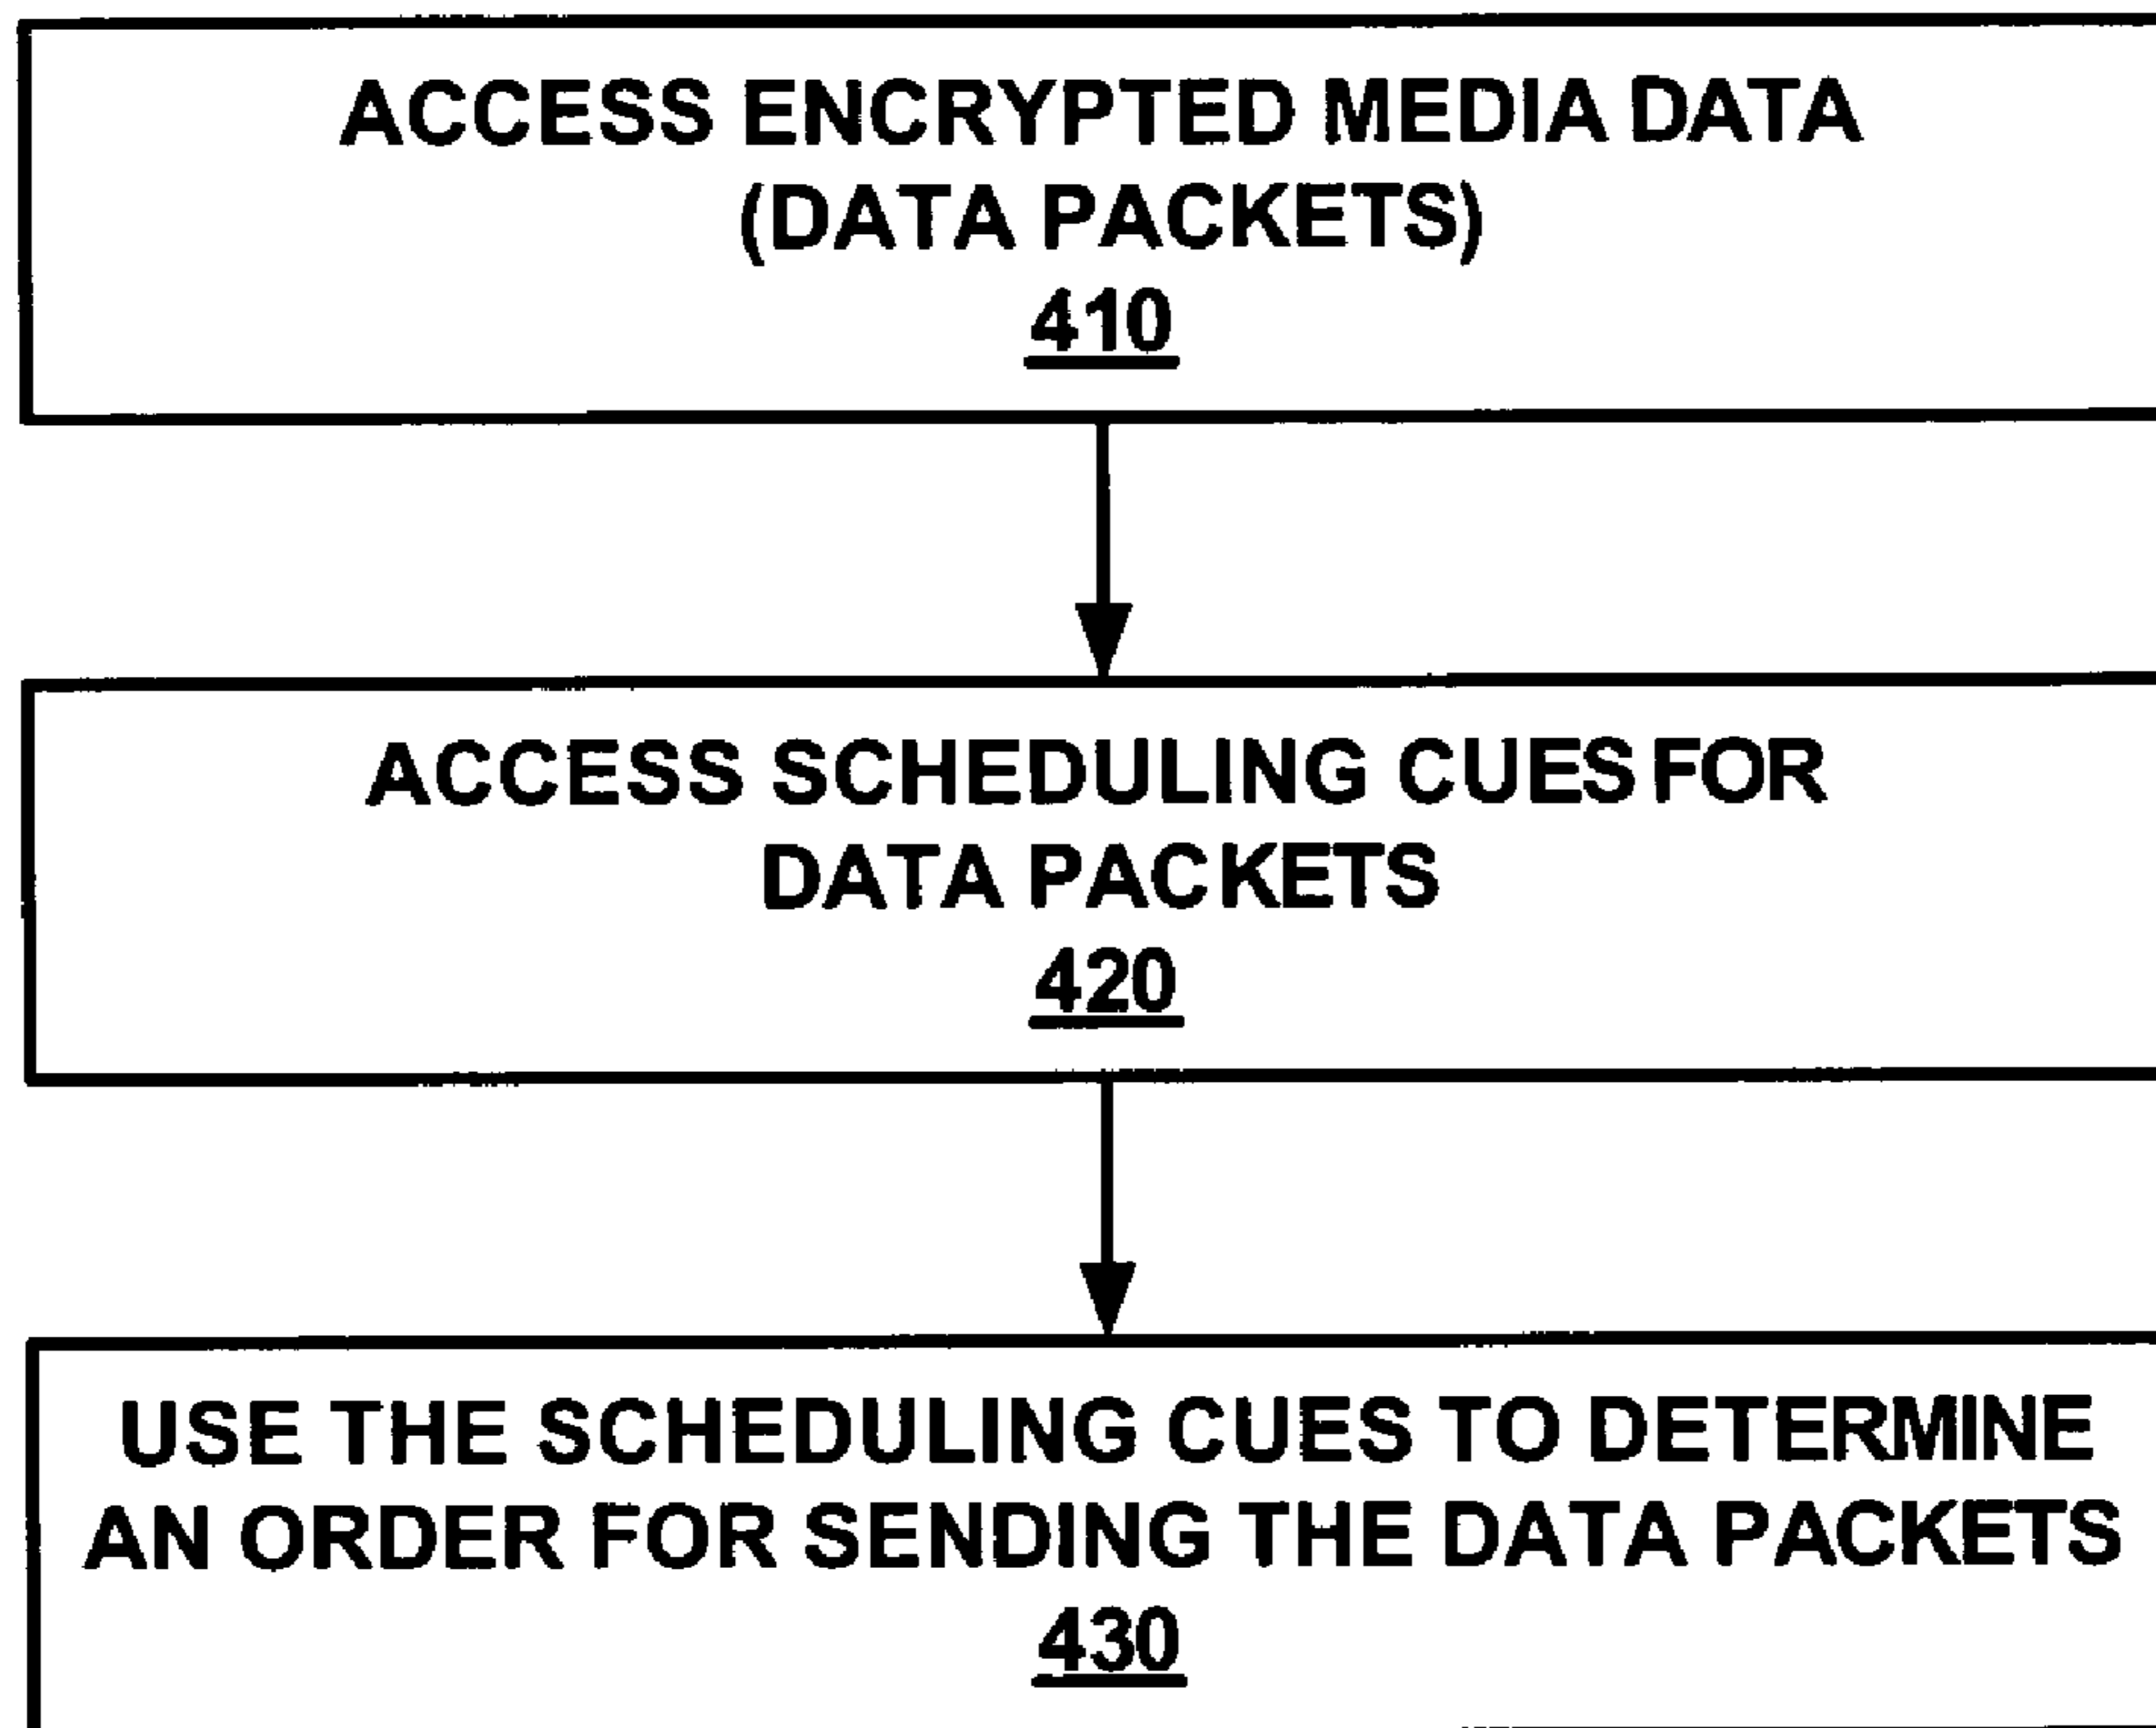 ACCESS ENCRYPTED MEDIA DATA
(DATA PACKETS)
410
ACCESS SCHEDULING CUES FOR
DATA PACKETS
420
USE THE SCHEDULING CUES TO DETERMINE
AN ORDER FOR SENDING THE DATA PACKETS
430